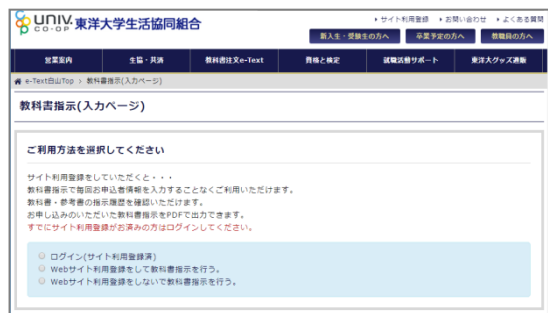 UNIV. CO-OP 東洋大学生活協同組合
サイト利用登録 お問い合わせ よくある質問
新入生・受験生の方へ 卒業予定の方へ 教職員の方へ
営業案内 生協・共済 教科書注文e-Text 資格と検定 就職活動サポート 東洋大グッズ通販
e-Text白山Top > 教科書指示(入力ページ)
教科書指示(入力ページ)
ご利用方法を選択してください
サイト利用登録をしていただくと・・・
教科書指示で毎回お申込者情報を入力することなくご利用いただけます。
教科書・参考書の指示履歴を確認いただけます。
お申し込みのいただいた教科書指示をPDFで出力できます。
すでにサイト利用登録がお済みの方はログインしてください。
ログイン(サイト利用登録済)
Webサイト利用登録をして教科書指示を行う。
Webサイト利用登録をしないで教科書指示を行う。